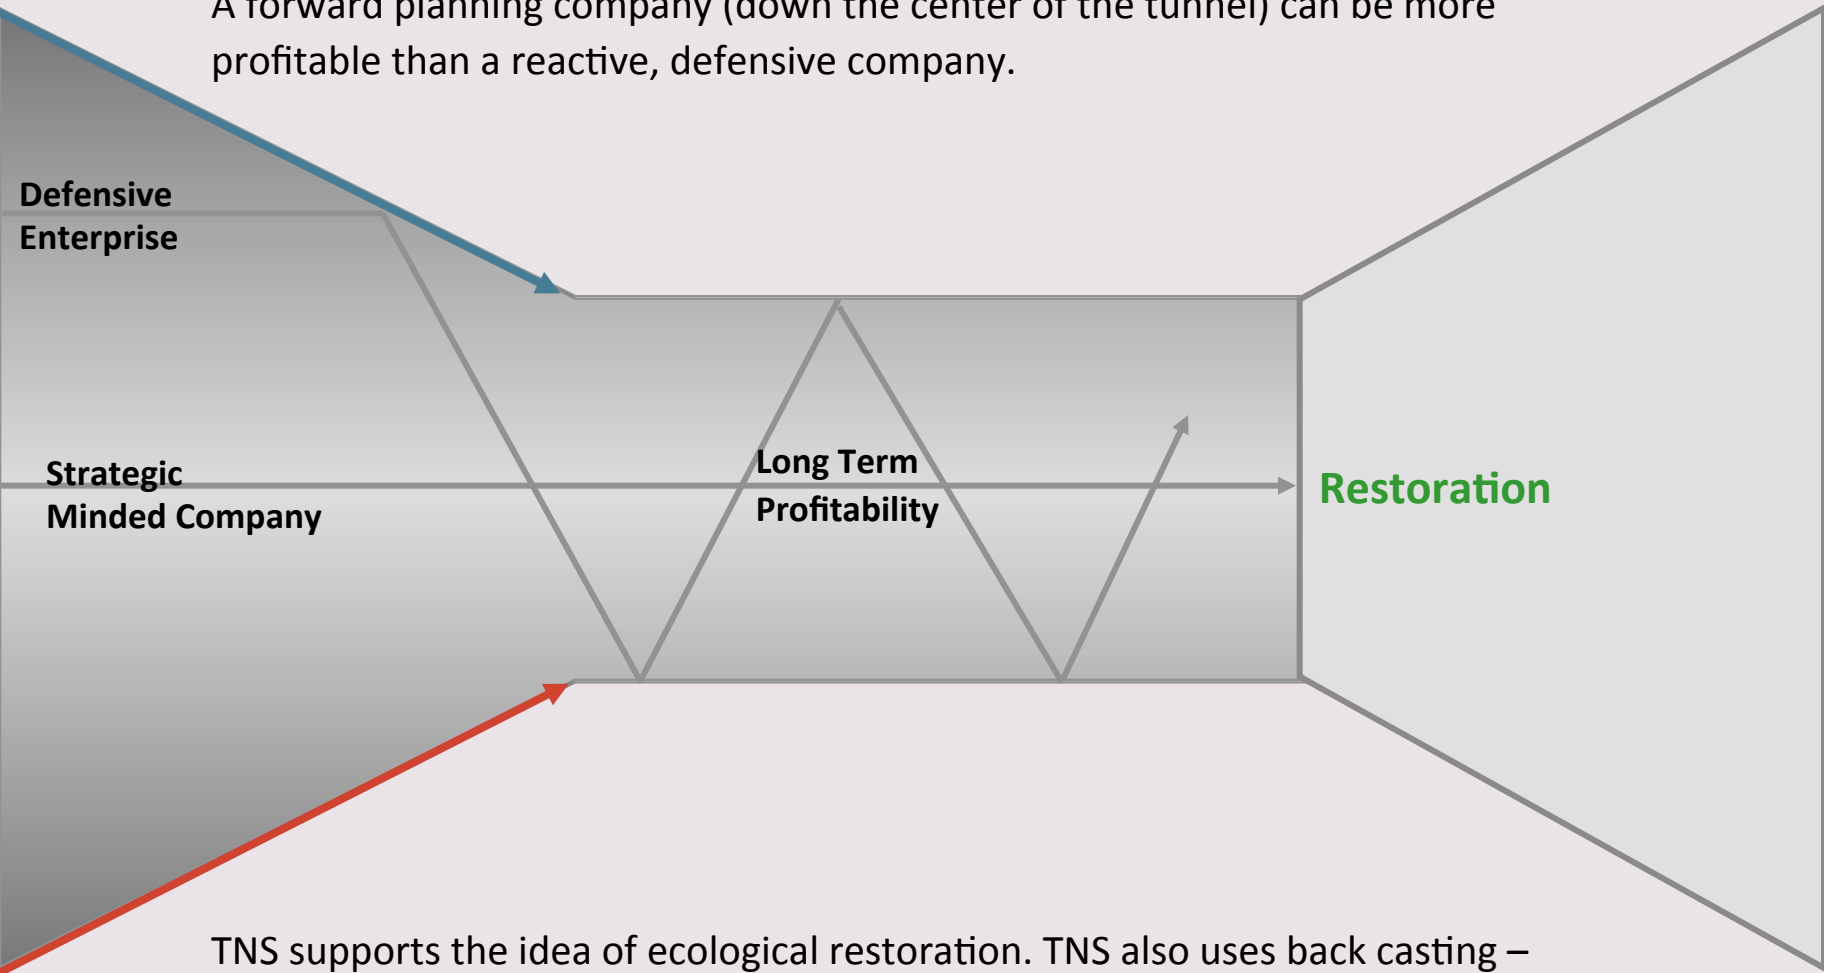 A forward planning company (down the center of the tunnel) can be more
profitable than a reactive, defensive company.
Defensive
Enterprise
Strategic
Minded Company
Long Term
Profitability
Restoration
TNS supports the idea of ecological restoration. TNS also uses back casting –